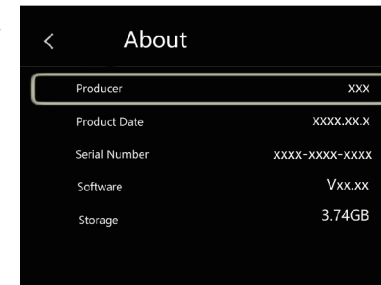 < About
Producer xxx
Product Date xxxx.xx.x
Serial Number xxxx-xxxx-xxxx
Software Vxx.xx
Storage 3.74GB